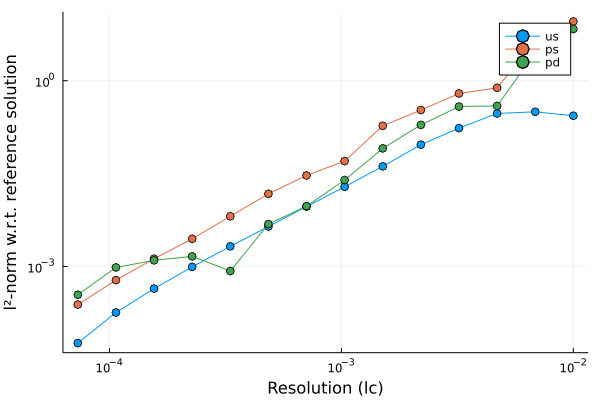 us
ps
pd
10⁰
10⁻³
l²-norm w.r.t. reference solution
10⁻⁴
10⁻³
10⁻²
Resolution (lc)